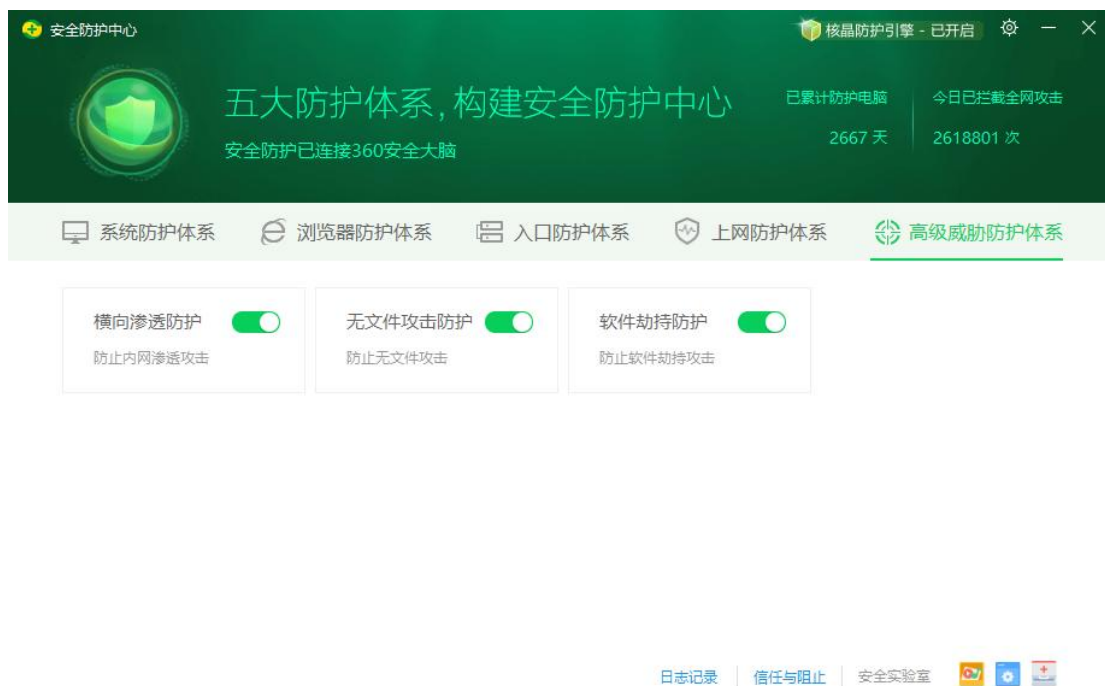 安全防护中心
核晶防护引擎 - 已开启
五大防护体系,构建安全防护中心
安全防护已连接360安全大脑
已累计防护电脑
2667 天
今日已拦截全网攻击
2618801 次
系统防护体系
浏览器防护体系
入口防护体系
上网防护体系
高级威胁防护体系
横向渗透防护
防止内网渗透攻击
无文件攻击防护
防止无文件攻击
软件劫持防护
防止软件劫持攻击
日志记录
信任与阻止
安全实验室